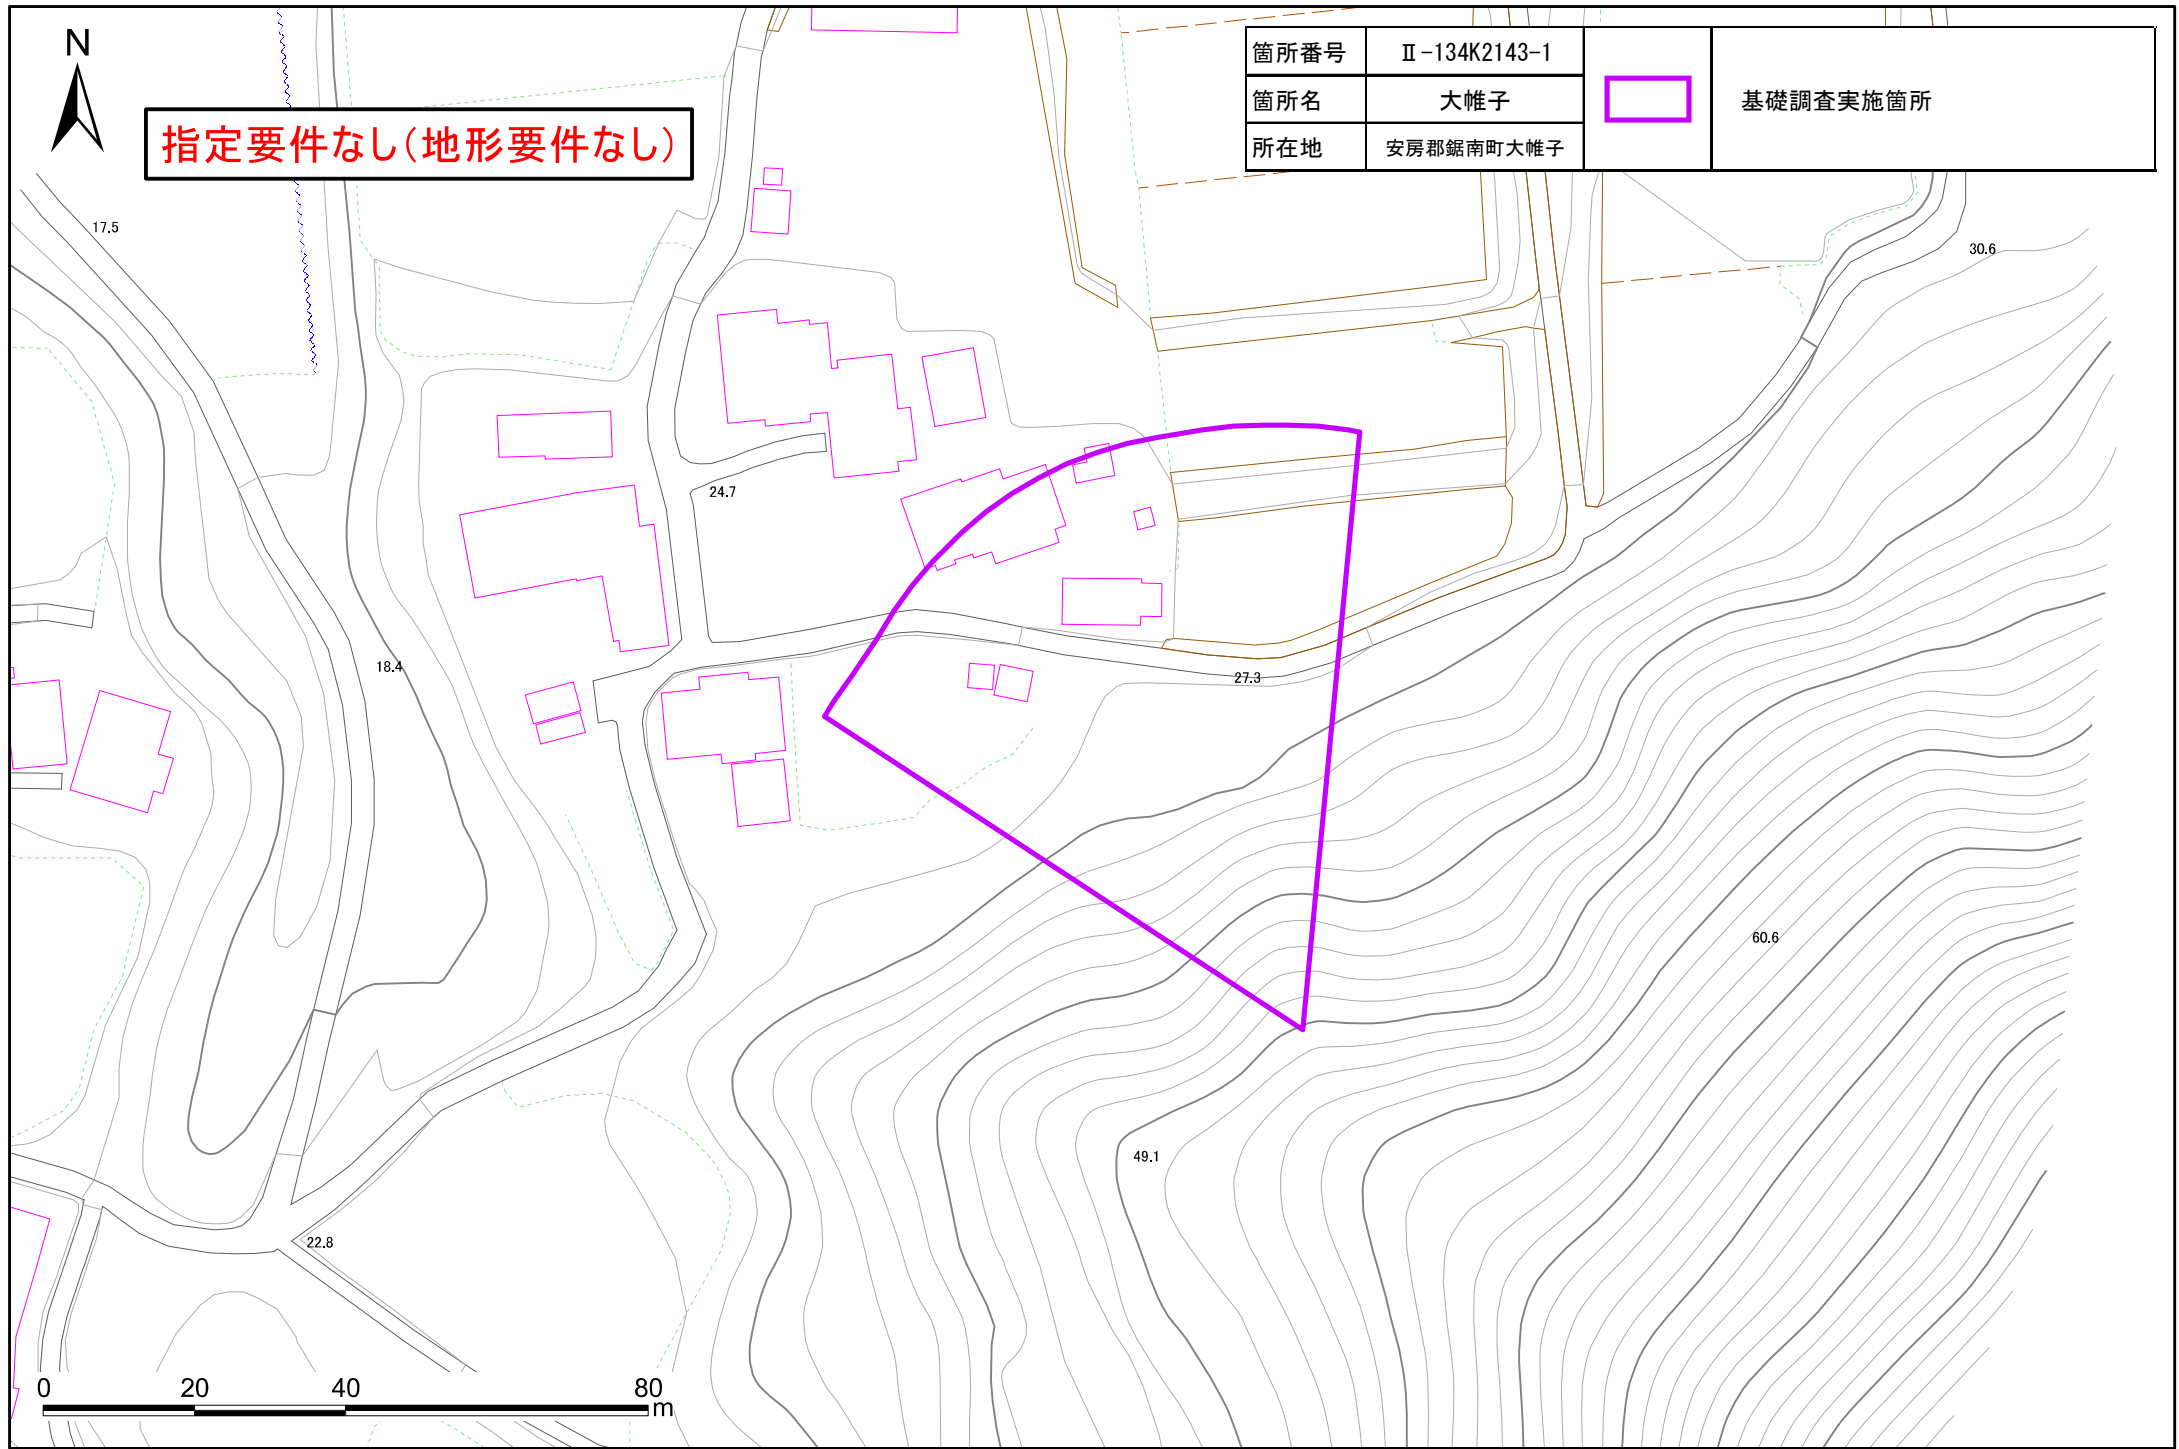 N
指定要件なし(地形要件なし)
箇所番号 Ⅱ-134K2143-1
箇所名 大帷子
所在地 安房郡鋸南町大帷子
基礎調査実施箇所
17.5
30.6
24.7
18.4
27.3
60.6
49.1
22.8
0 20 40 80
m